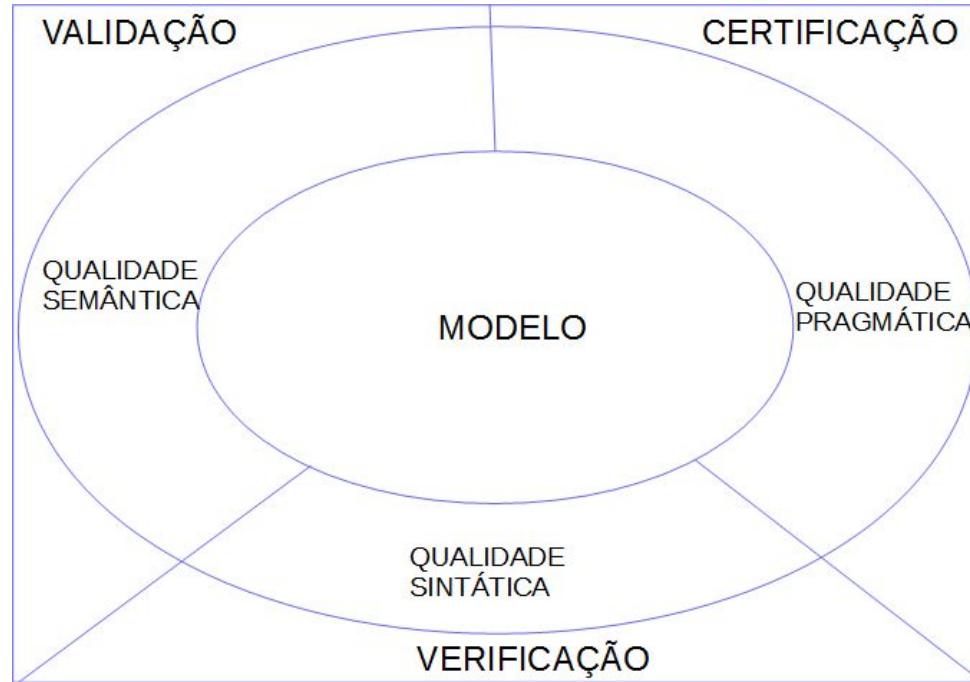 VALIDAÇÃO
CERTIFICAÇÃO
QUALIDADE
SEMÂNTICA
MODELO
QUALIDADE
PRAGMÁTICA
QUALIDADE
SINTÁTICA
VERIFICAÇÃO